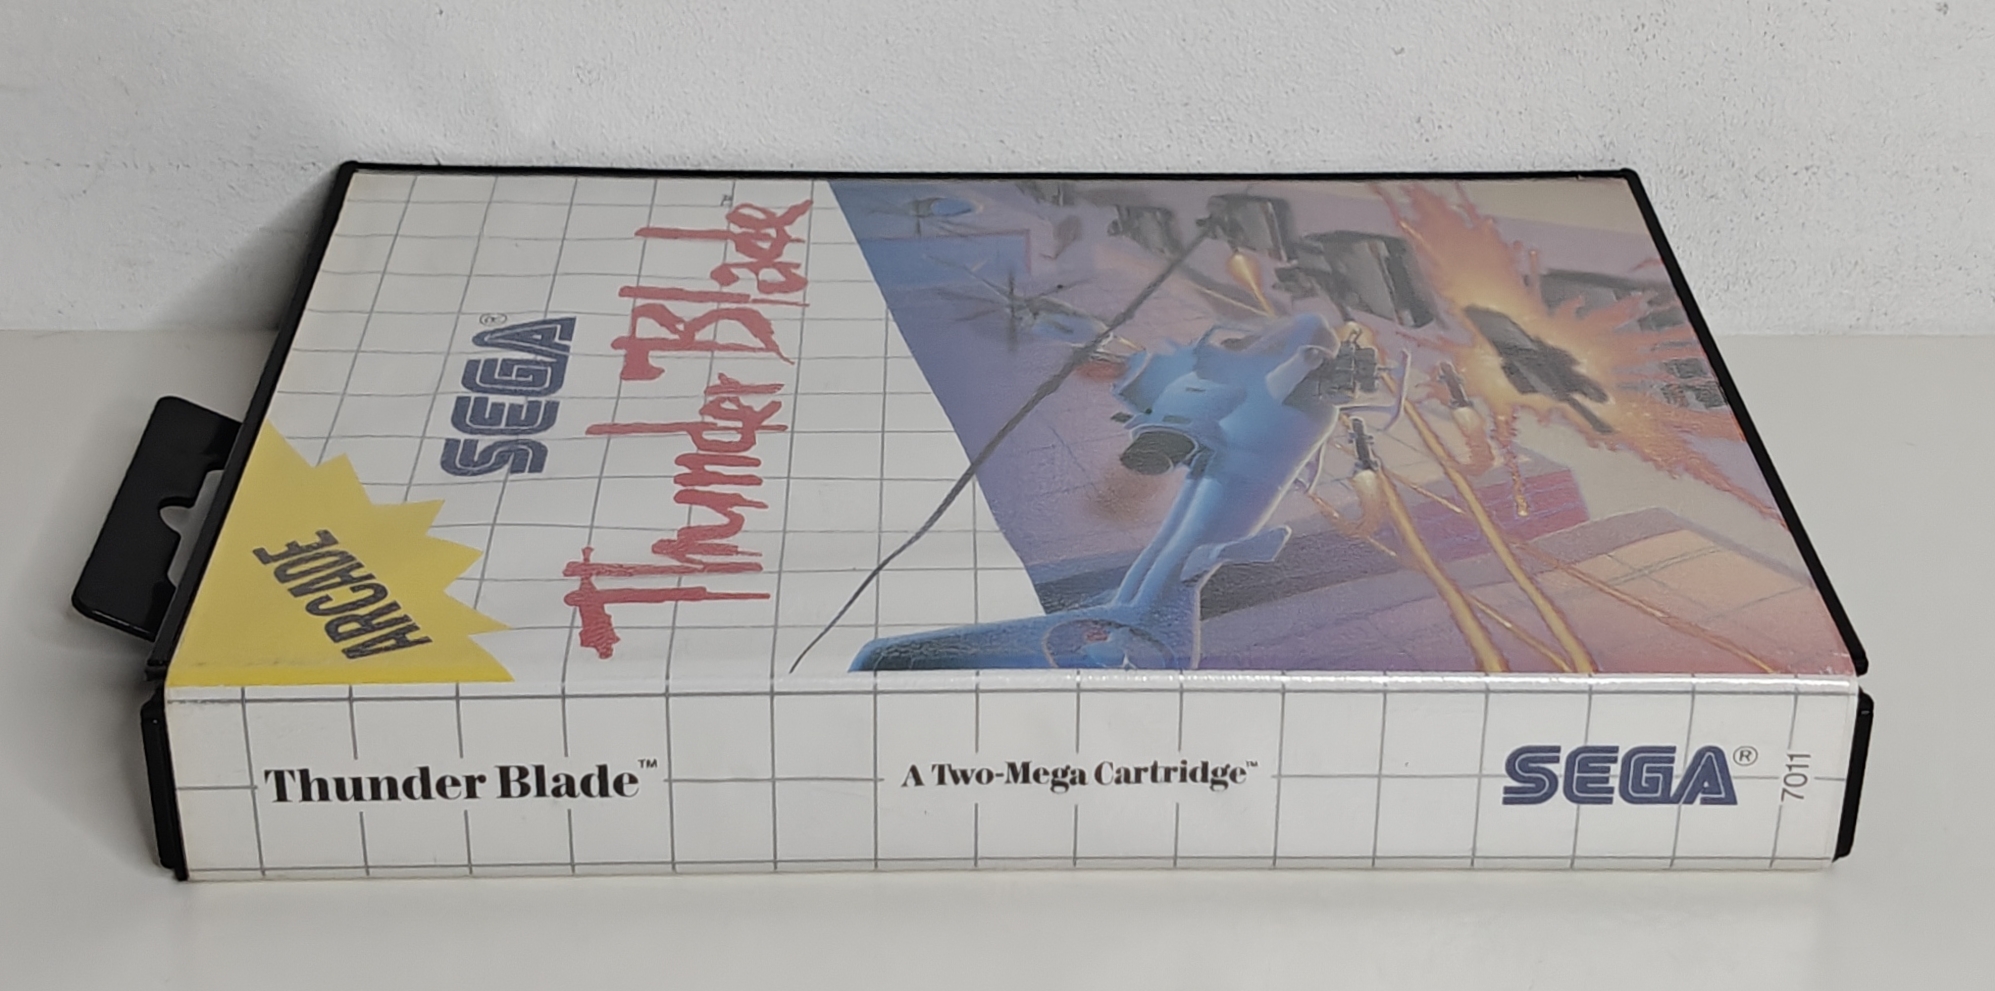 ARCADE
SEGA®
Thunder Blade™
Thunder Blade™
A Two-Mega Cartridge™
SEGA®
7011